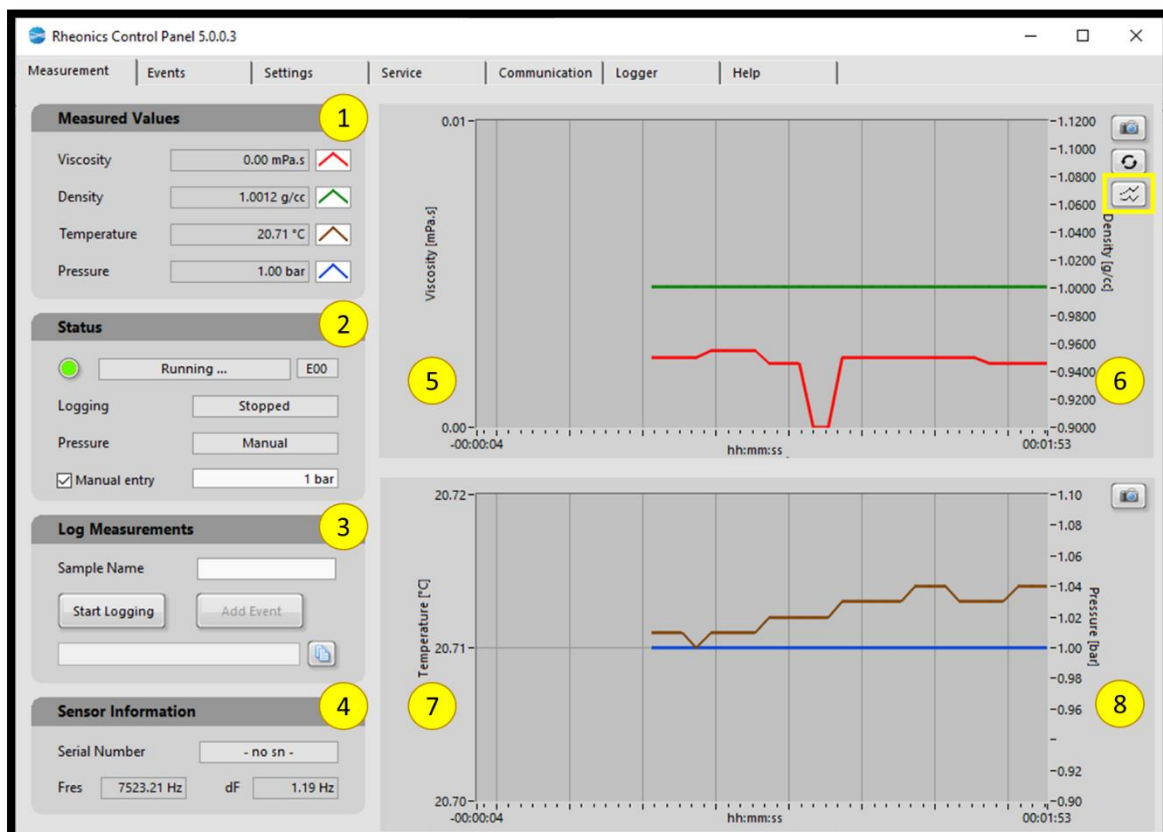 Rheonics Control Panel 5.0.0.3
Measurement Events Settings Service Communication Logger Help
Measured Values 1
Viscosity 0.00 mPa.s
Density 1.0012 g/cc
Temperature 20.71 °C
Pressure 1.00 bar
Status 2
Running ... E00
Logging Stopped
Pressure Manual
Manual entry 1 bar
Log Measurements 3
Sample Name
Start Logging Add Event
Sensor Information 4
Serial Number - no sn -
Fres 7523.21 Hz dF 1.19 Hz
0.01
Viscosity [mPa.s]
5
0.00
-00:00:04 hh:mm:ss 00:01:53
1.1200
1.1000
1.0800
1.0600
1.0400
1.0200
1.0000
0.9800
0.9600
0.9400
0.9200
0.9000
Density [g/cc]
6
20.72
20.71
20.70
Temperature [°C]
7
-00:00:04 hh:mm:ss 00:01:53
1.10
1.08
1.06
1.04
1.02
1.00
0.98
0.96
0.92
0.90
Pressure [bar]
8